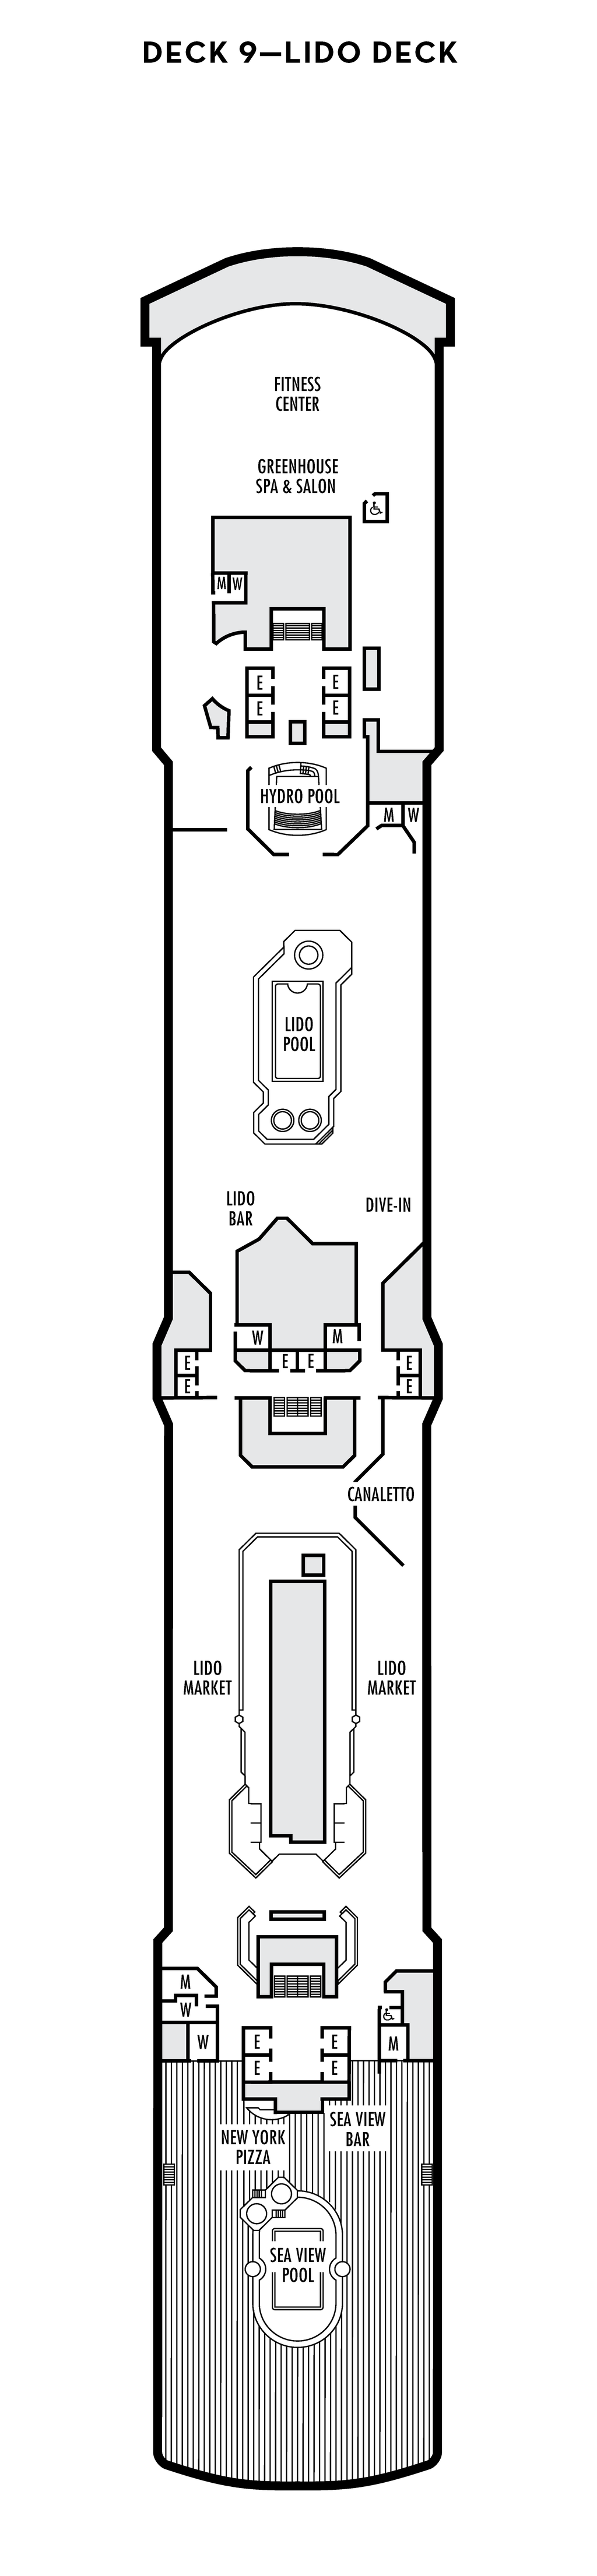 DECK 9—LIDO DECK
FITNESS
CENTER
GREENHOUSE
SPA & SALON
M W
E E
E E
HYDRO POOL
M W
LIDO
POOL
LIDO
BAR
DIVE-IN
W M
E E E E
E E
CANALETTO
LIDO
MARKET
LIDO
MARKET
M
W
W M
E E
E E
SEA VIEW
BAR
NEW YORK
PIZZA
SEA VIEW
POOL